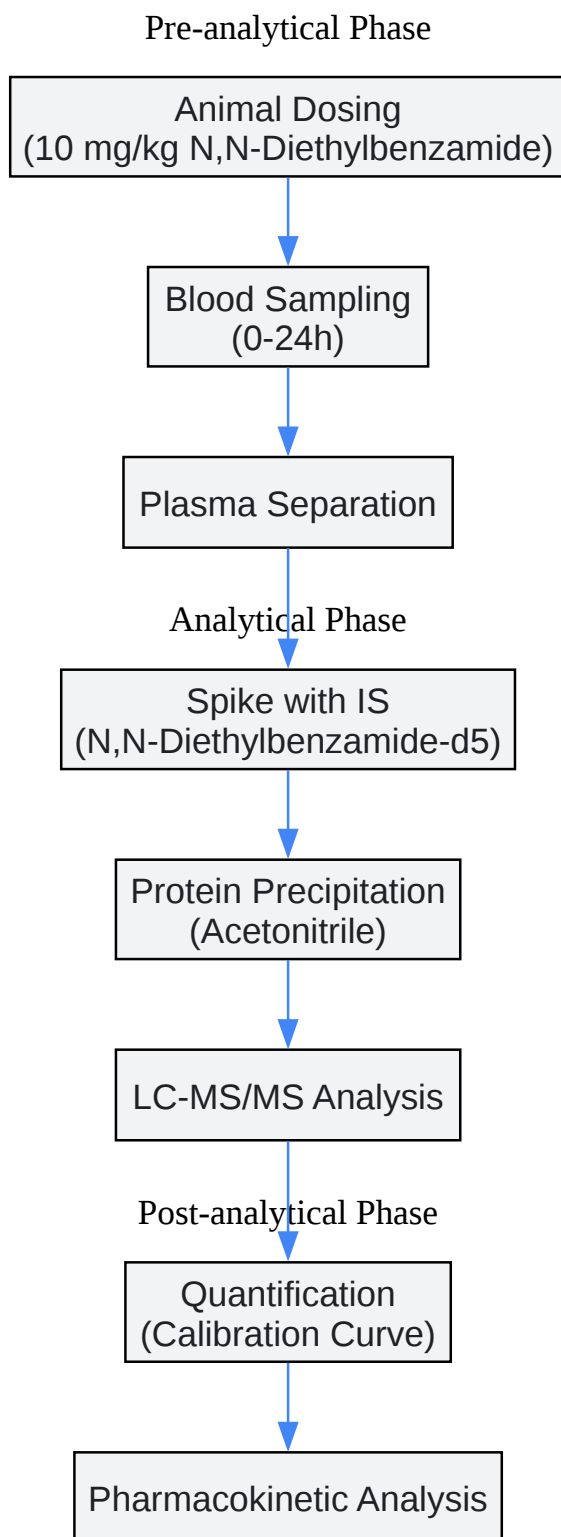 Pre-analytical Phase
Animal Dosing
(10 mg/kg N,N-Diethylbenzamide)
Blood Sampling
(0-24h)
Plasma Separation
Analytical Phase
Spike with IS
(N,N-Diethylbenzamide-d5)
Protein Precipitation
(Acetonitrile)
LC-MS/MS Analysis
Post-analytical Phase
Quantification
(Calibration Curve)
Pharmacokinetic Analysis